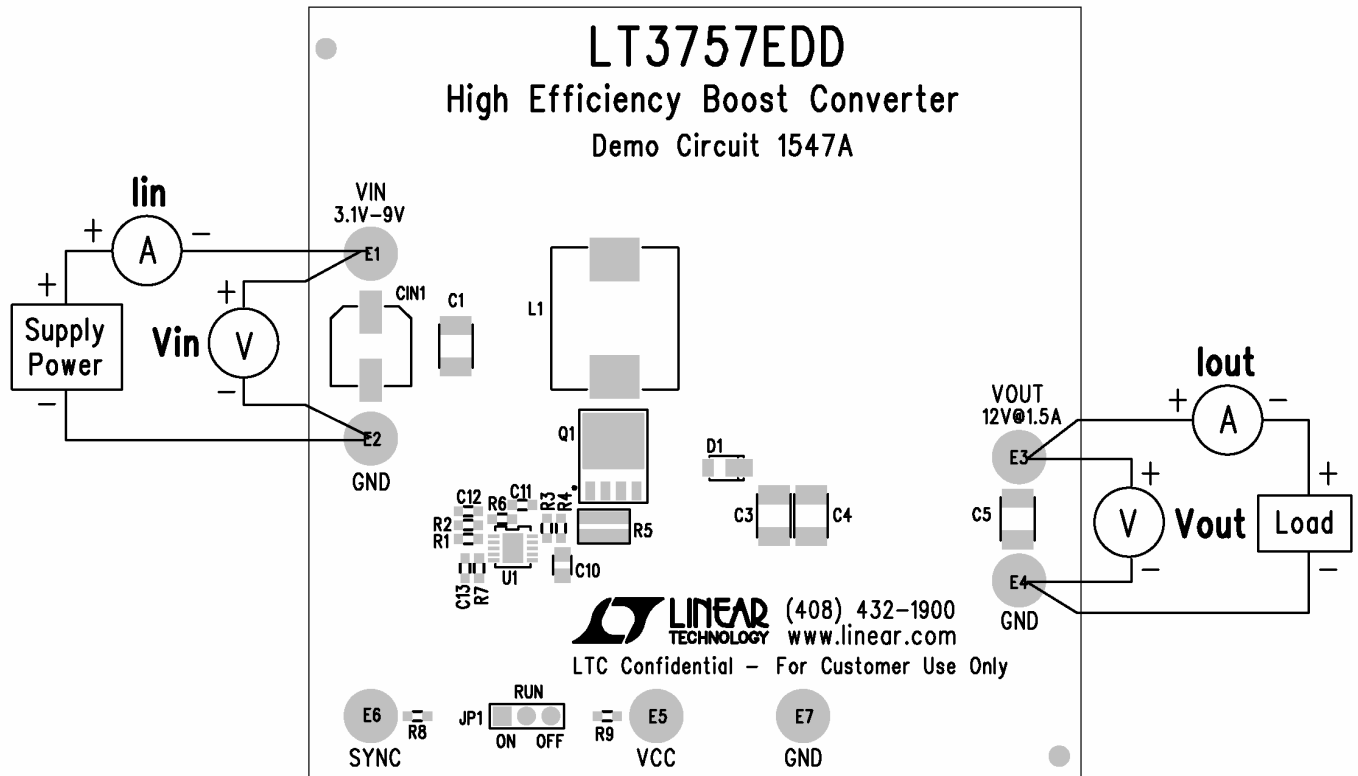 LT3757EDD
High Efficiency Boost Converter
Demo Circuit 1547A
Iin
+ A -
VIN
3.1V-9V
E1
+
Supply
Power
-
+
Vin
V
-
CIN1
C1
L1
E2
GND
Q1
D1
VOUT
12V@1.5A
Iout
+ A -
E3
+
V
Vout
-
+
Load
-
C5
C3
C4
C12
R2
R1
R6
C11
R3
R4
R5
U1
C10
C13
R7
E4
GND
LINEAR
TECHNOLOGY
(408) 432-1900
www.linear.com
LTC Confidential - For Customer Use Only
E6
SYNC
R8
JP1
RUN
ON OFF
R9
E5
VCC
E7
GND